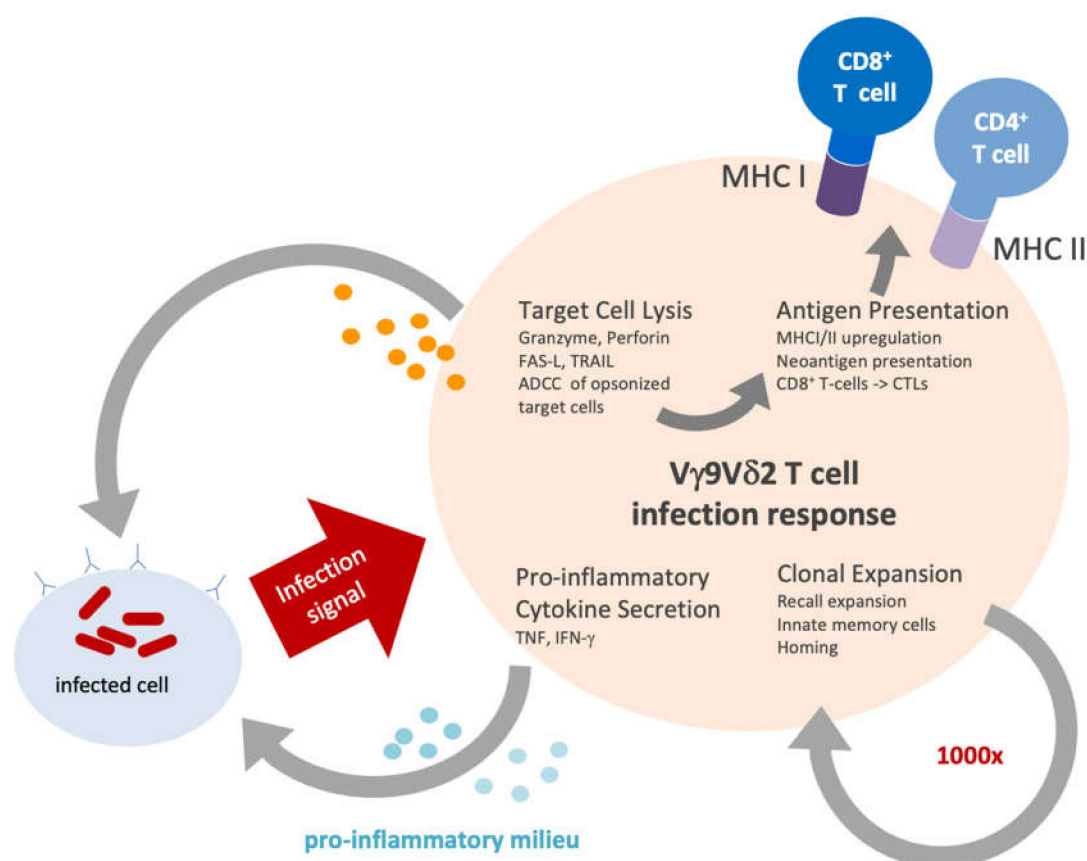 CD8⁺
T cell
CD4⁺
T cell
MHC I
MHC II
Target Cell Lysis
Granzyme, Perforin
FAS-L, TRAIL
ADCC of opsonized
target cells
Antigen Presentation
MHCI/II upregulation
Neoantigen presentation
CD8⁺ T-cells -> CTLs
Vγ9Vδ2 T cell
infection response
Infection
signal
infected cell
Pro-inflammatory
Cytokine Secretion
TNF, IFN-γ
Clonal Expansion
Recall expansion
Innate memory cells
Homing
1000x
pro-inflammatory milieu